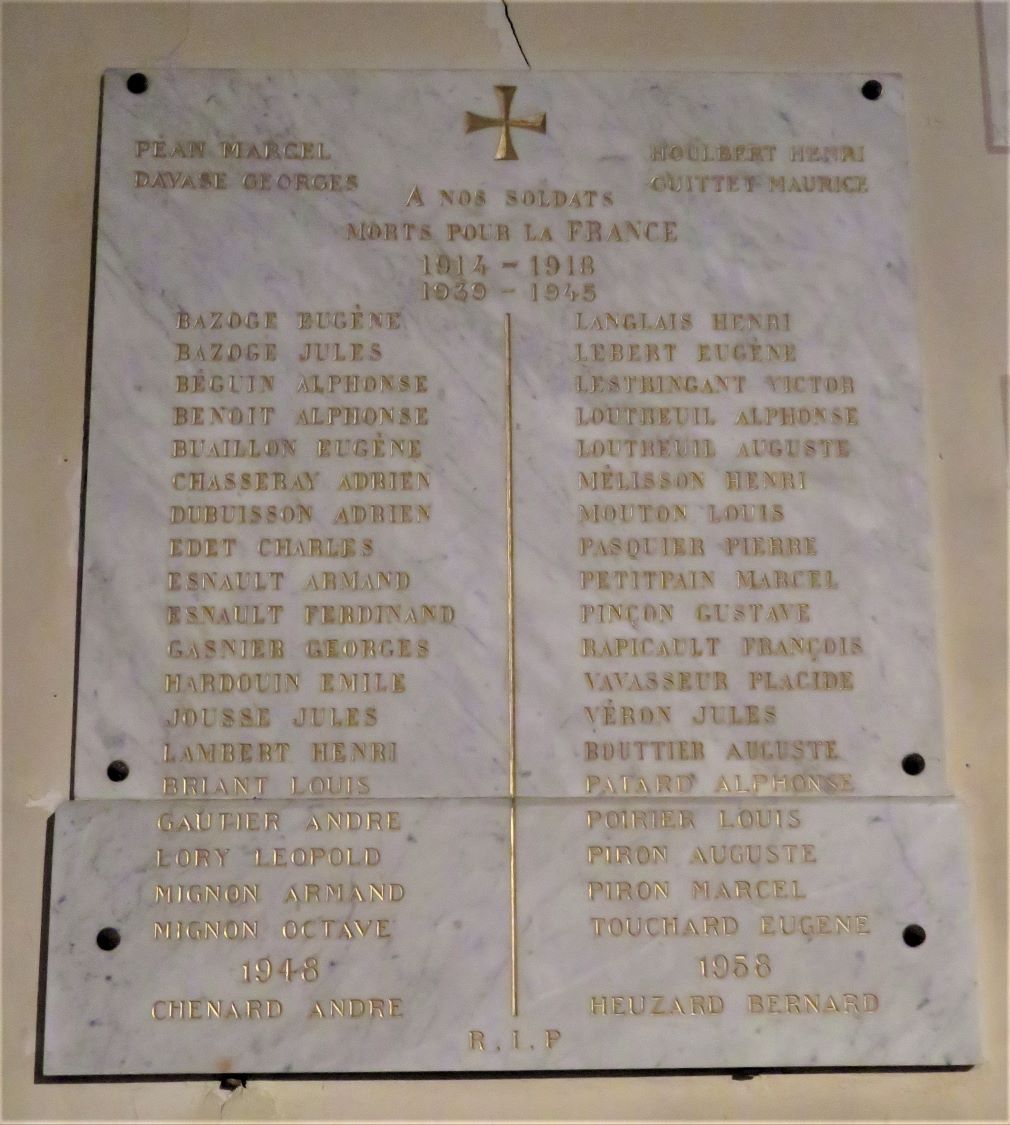 PÉAN MARCEL
DAVASE GEORGES
HOULBERT HENRI
GUITTET MAURICE
A NOS SOLDATS
MORTS POUR LA FRANCE
1914 - 1918
1939 - 1945
BAZOGE EUGÈNE
BAZOGE JULES
BÉGUIN ALPHONSE
BENOIT ALPHONSE
BUAILLON EUGÈNE
CHASSERAY ADRIEN
DUBUISSON ADRIEN
EDET CHARLES
ESNAULT ARMAND
ESNAULT FERDINAND
GASNIER GEORGES
HARDOUIN EMILE
JOUSSE JULES
LAMBERT HENRI
BRIANT LOUIS
GAUTIER ANDRE
LORY LEOPOLD
MIGNON ARMAND
MIGNON OCTAVE
1948
CHENARD ANDRE
LANGLAIS HENRI
LEBERT EUGÈNE
LESTRINGANT VICTOR
LOUTREUIL ALPHONSE
LOUTREUIL AUGUSTE
MÉLISSON HENRI
MOUTON LOUIS
PASQUIER PIERRE
PETITPAIN MARCEL
PINÇON GUSTAVE
RAPICAULT FRANÇOIS
VAVASSEUR PLACIDE
VÉRON JULES
BOUTTIER AUGUSTE
PATARD ALPHONSE
POIRIER LOUIS
PIRON AUGUSTE
PIRON MARCEL
TOUCHARD EUGENE
1958
HEUZARD BERNARD
R.I.P